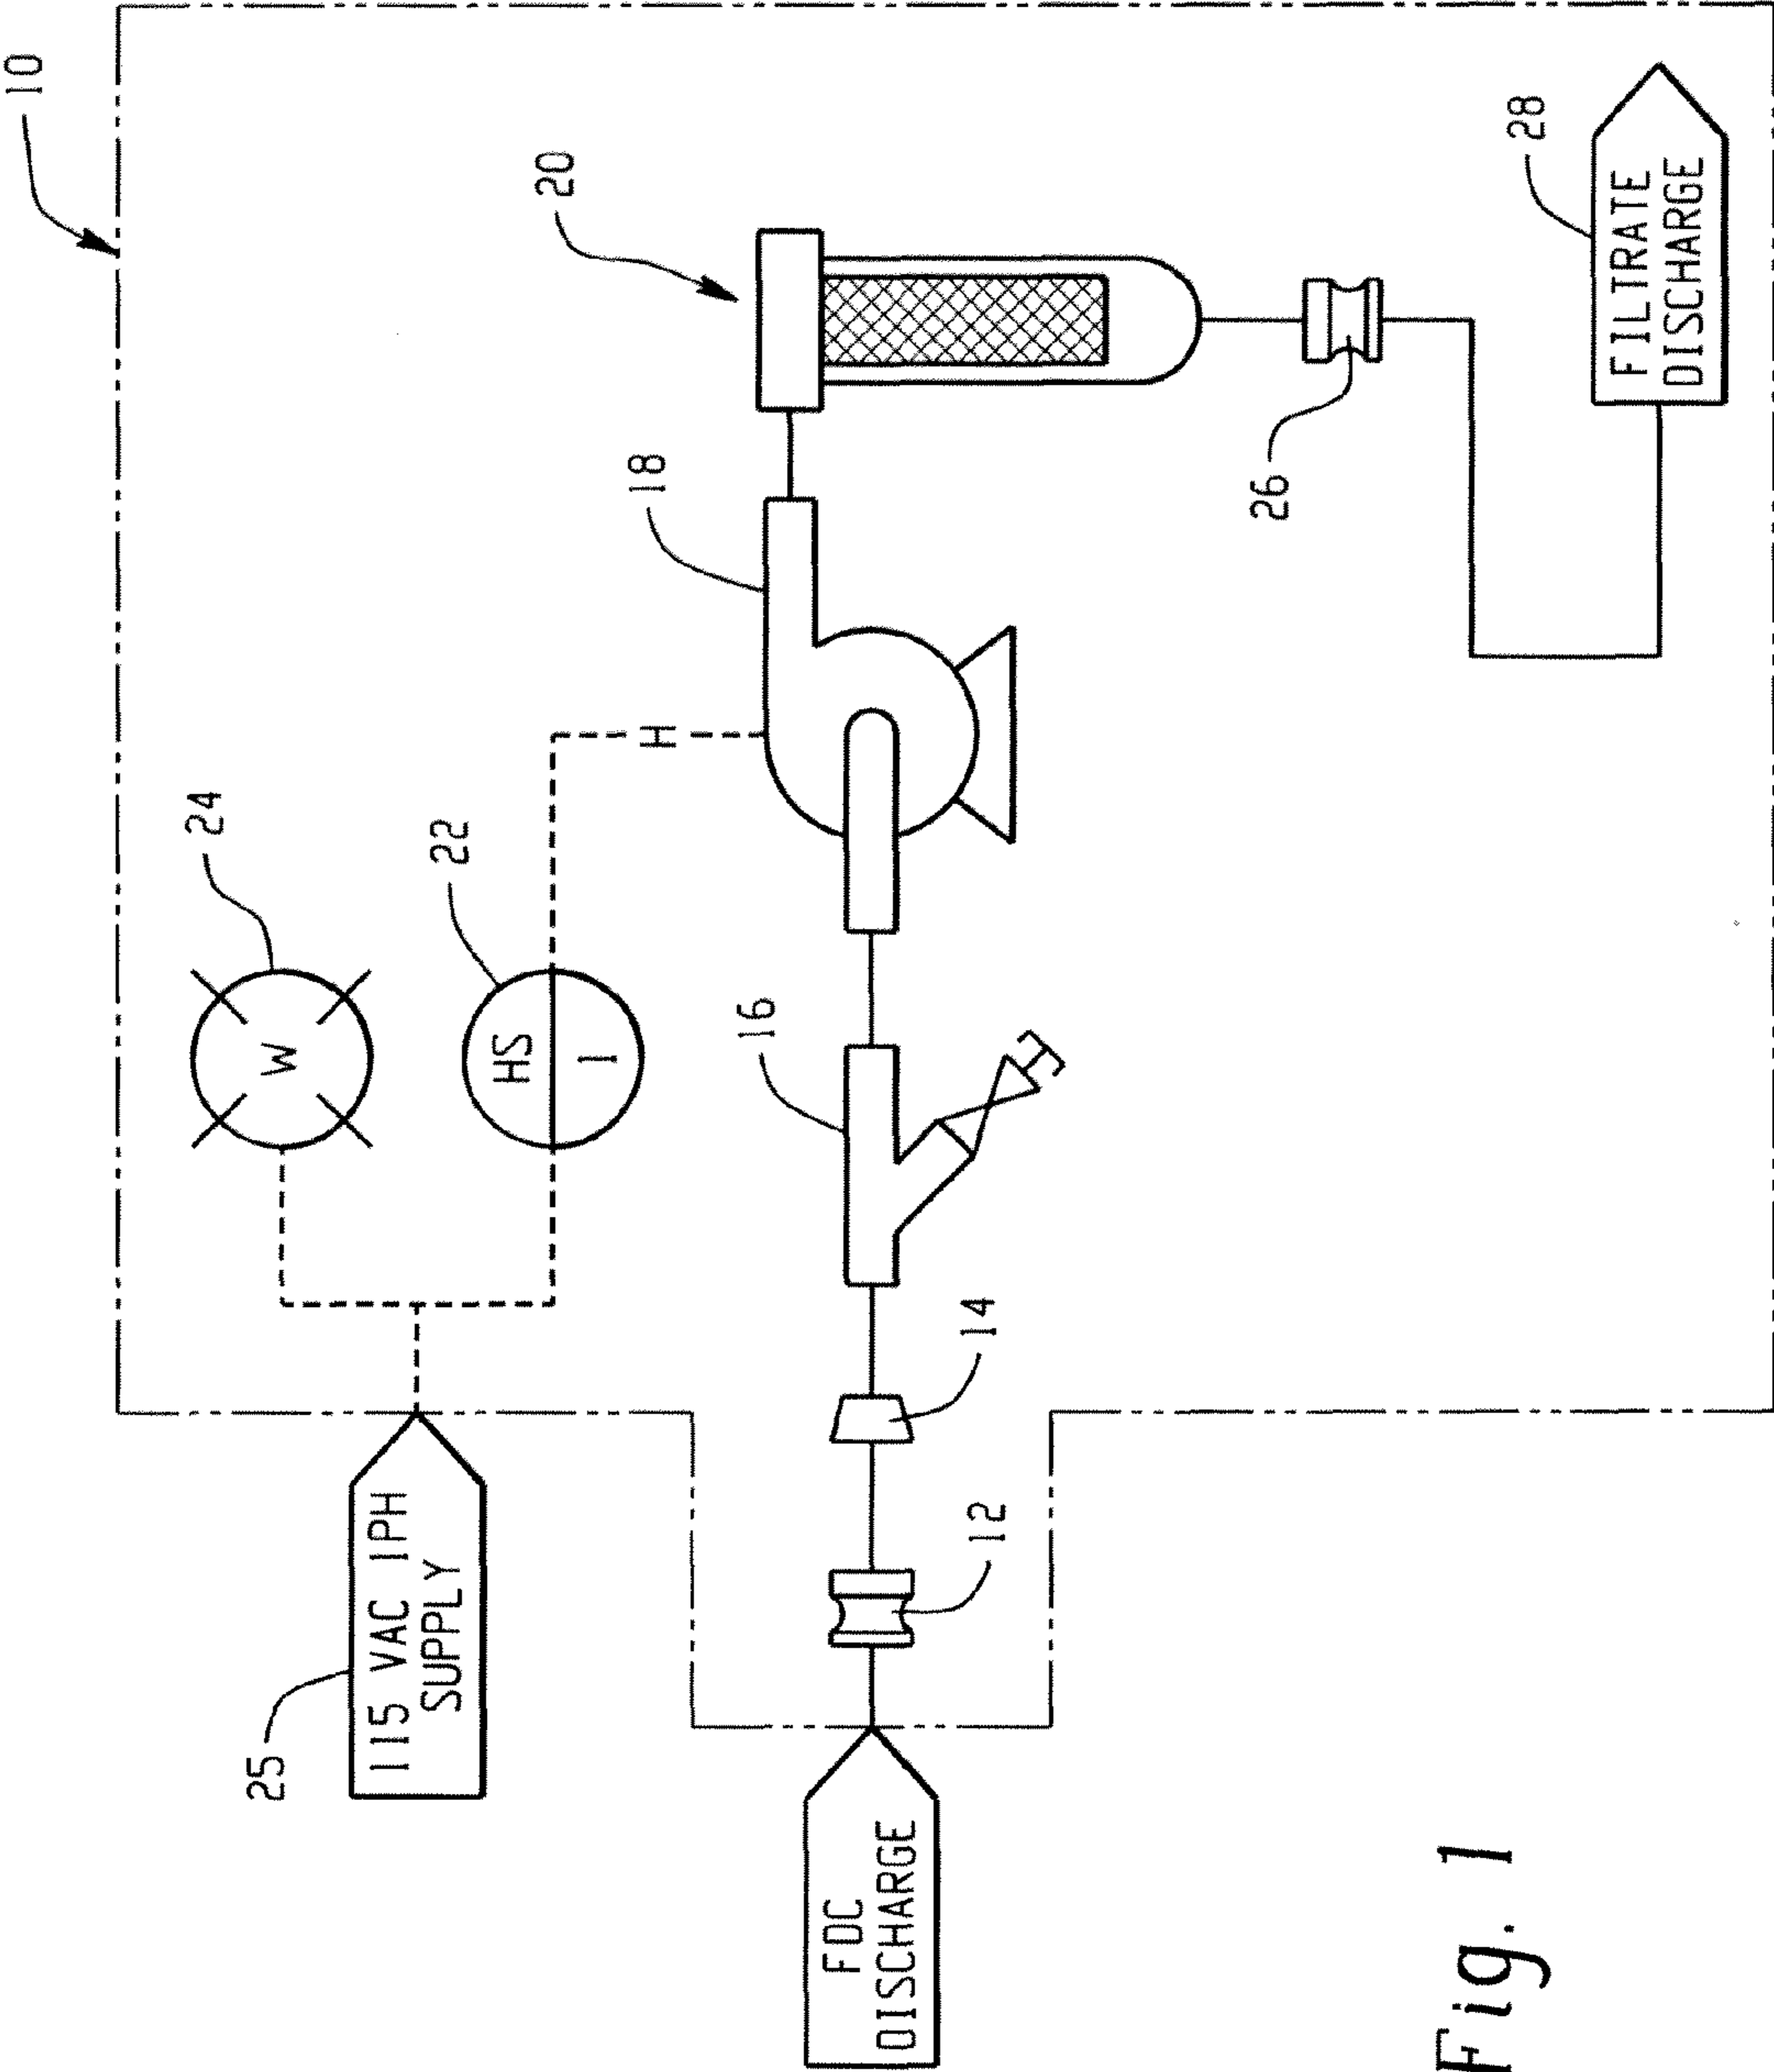 10
24
W
22
HS
1
25
115 VAC 1PH
SUPPLY
H
18
20
16
14
12
FDC
DISCHARGE
26
28
FILTRATE
DISCHARGE
Fig. 1